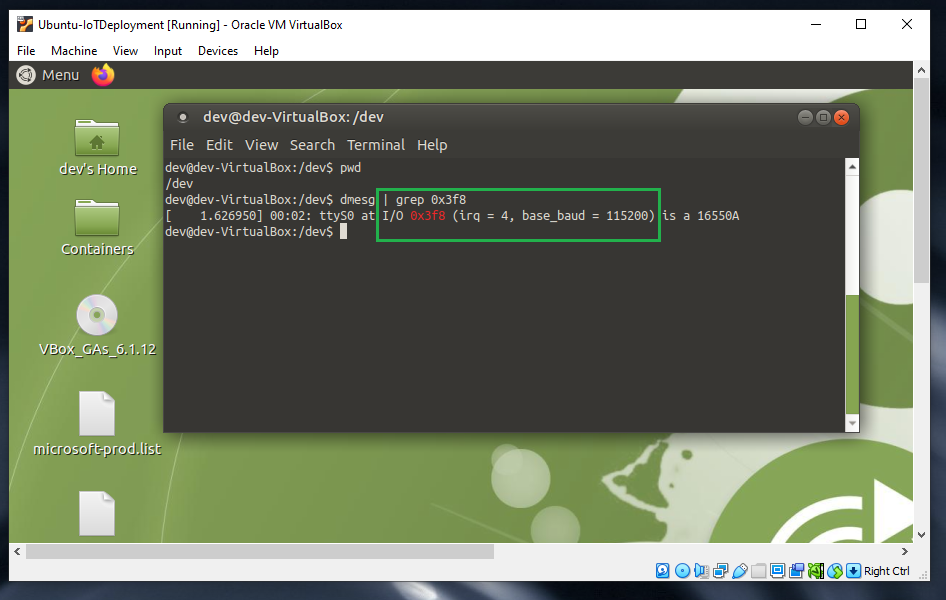 Ubuntu-IoTDeployment [Running] - Oracle VM VirtualBox
File Machine View Input Devices Help
Menu
dev@dev-VirtualBox: /dev
File Edit View Search Terminal Help
dev@dev-VirtualBox:/dev$ pwd
/dev
dev@dev-VirtualBox:/dev$ dmesg | grep 0x3f8
[    1.626950] 00:02: ttyS0 at I/O 0x3f8 (irq = 4, base_baud = 115200) is a 16550A
dev@dev-VirtualBox:/dev$
dev's Home
Containers
VBox_GAs_6.1.12
microsoft-prod.list
Right Ctrl